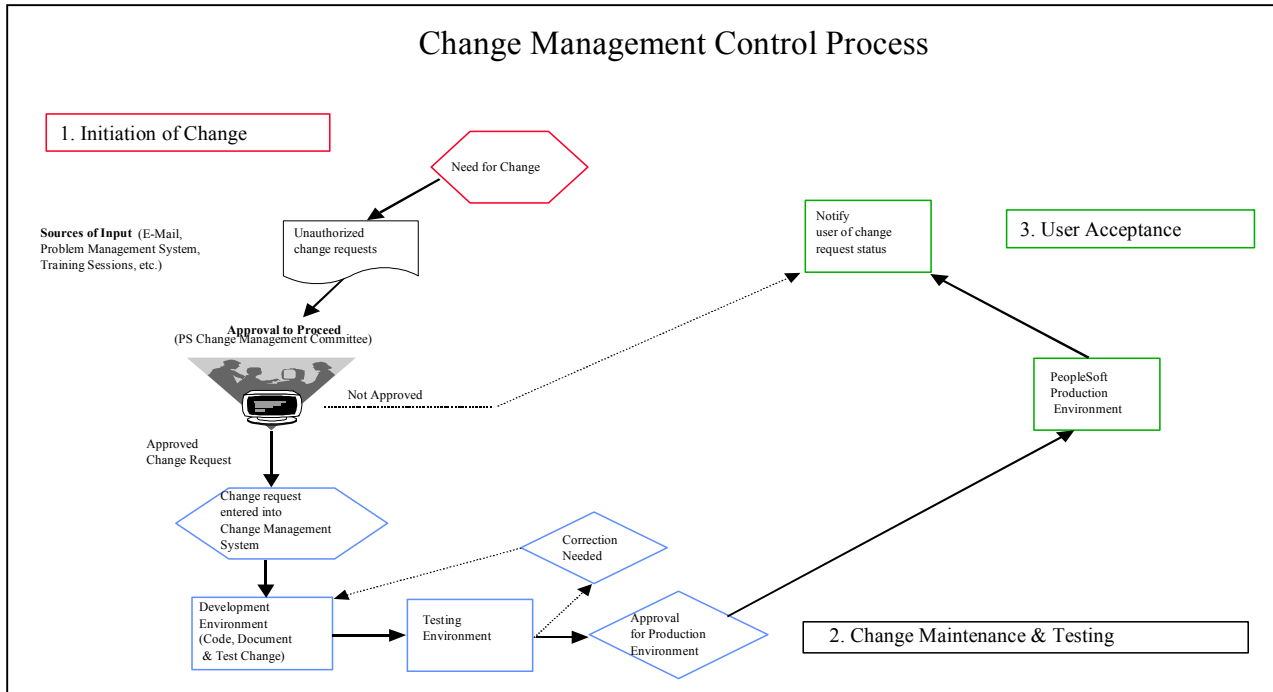 Change Management Control Process
1. Initiation of Change
Need for Change
Sources of Input (E-Mail,
Problem Management System,
Training Sessions, etc.)
Unauthorized
change requests
Notify
user of change
request status
3. User Acceptance
Approval to Proceed
(PS Change Management Committee)
Not Approved
PeopleSoft
Production
Environment
Approved
Change Request
Change request
entered into
Change Management
System
Correction
Needed
Development
Environment
(Code, Document
& Test Change)
Testing
Environment
Approval
for Production
Environment
2. Change Maintenance & Testing